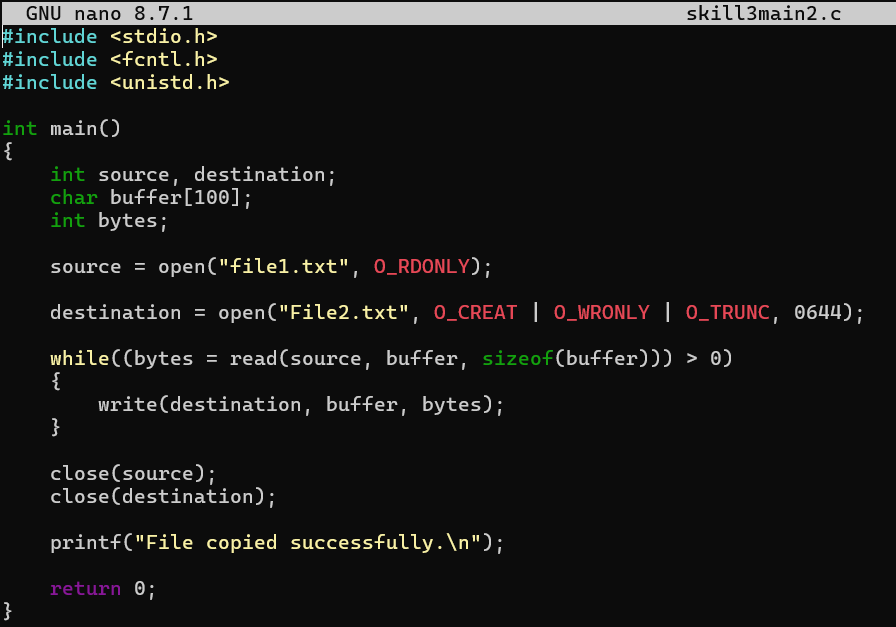 GNU nano 8.7.1 skill3main2.c
#include <stdio.h>
#include <fcntl.h>
#include <unistd.h>
int main()
{
    int source, destination;
    char buffer[100];
    int bytes;
    source = open("file1.txt", O_RDONLY);
    destination = open("File2.txt", O_CREAT | O_WRONLY | O_TRUNC, 0644);
    while((bytes = read(source, buffer, sizeof(buffer))) > 0)
    {
        write(destination, buffer, bytes);
    }
    close(source);
    close(destination);
    printf("File copied successfully.\n");
    return 0;
}